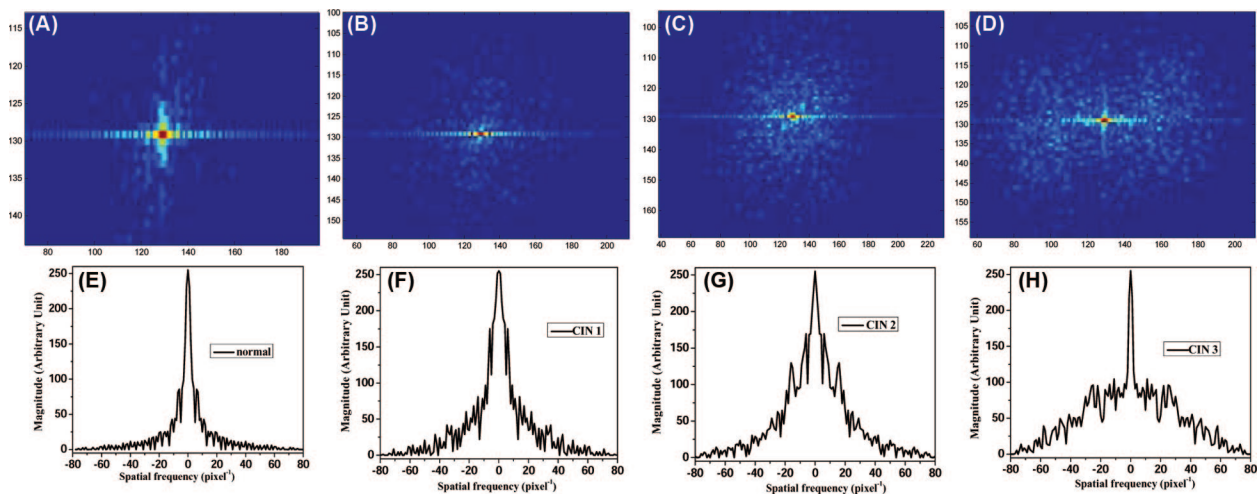 (A)
115
120
125
130
135
140
80 100 120 140 160 180
(B)
100
105
110
115
120
125
130
135
140
145
150
60 80 100 120 140 160 180 200
(C)
100
110
120
130
140
150
160
40 60 80 100 120 140 160 180 200 220
(D)
105
110
115
120
125
130
135
140
145
150
155
60 80 100 120 140 160 180 200
(E)
Magnitude (Arbitrary Unit)
250
200
150
100
50
0
normal
-80 -60 -40 -20 0 20 40 60 80
Spatial frequency (pixel⁻¹)
(F)
Magnitude (Arbitrary Unit)
250
200
150
100
50
0
CIN 1
-80 -60 -40 -20 0 20 40 60 80
Spatial frequency (pixel⁻¹)
(G)
Magnitude (Arbitrary Unit)
250
200
150
100
50
0
CIN 2
-80 -60 -40 -20 0 20 40 60 80
Spatial frequency (pixel⁻¹)
(H)
Magnitude (Arbitrary Unit)
250
200
150
100
50
0
CIN 3
-80 -60 -40 -20 0 20 40 60 80
Spatial frequency (pixel⁻¹)